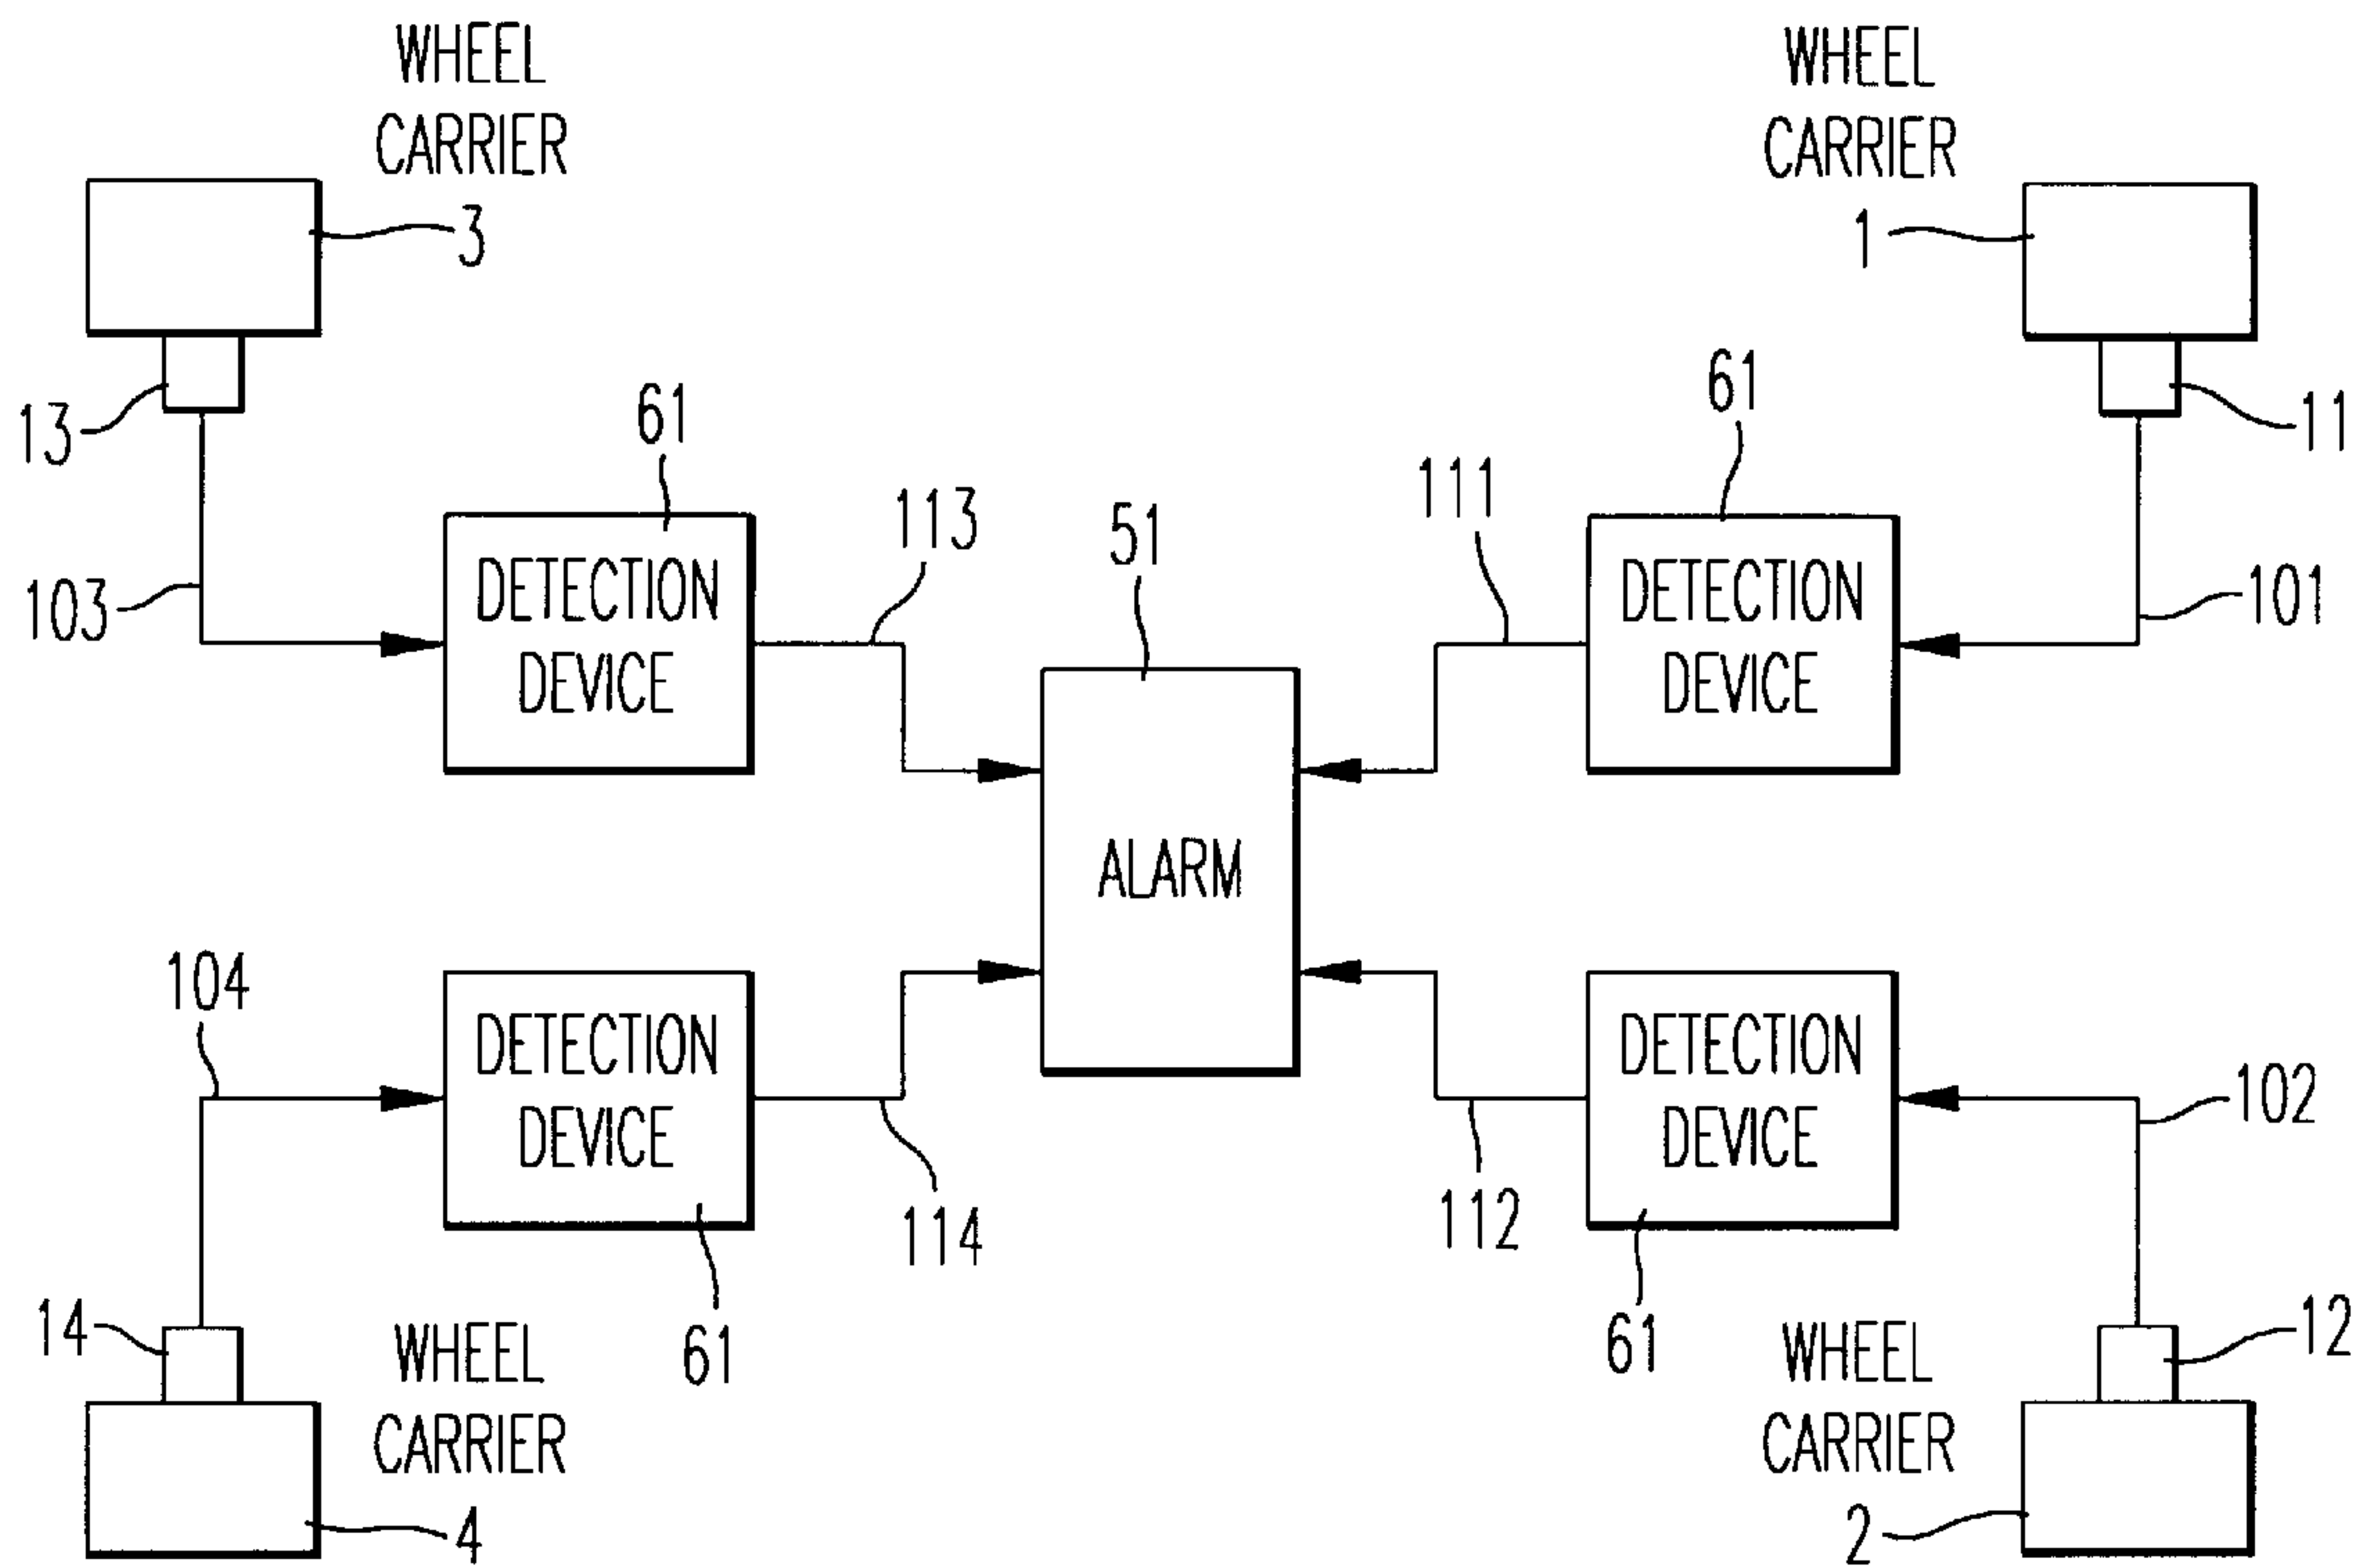 WHEEL
CARRIER
3
WHEEL
CARRIER
1
13
11
61
61
113
51
111
103
101
DETECTION
DEVICE
DETECTION
DEVICE
ALARM
104
102
DETECTION
DEVICE
DETECTION
DEVICE
114
112
14
12
61
61
WHEEL
CARRIER
4
WHEEL
CARRIER
2